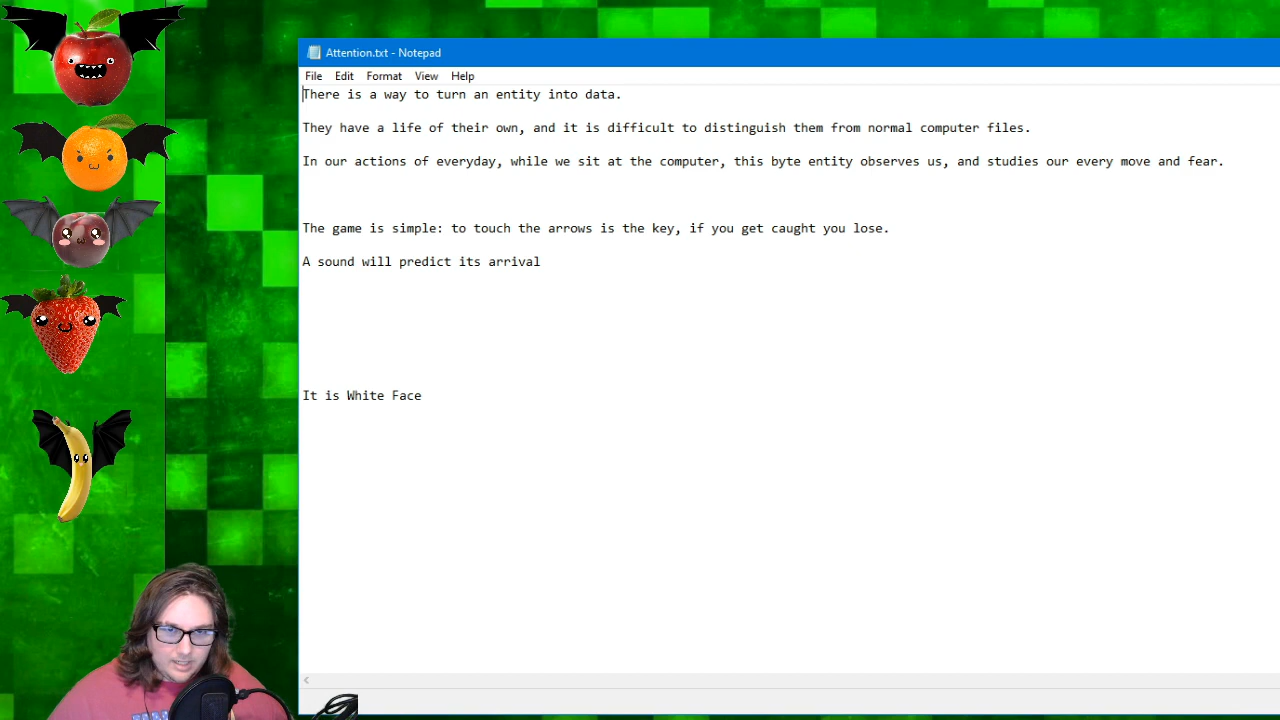 Attention.txt - Notepad
File Edit Format View Help
There is a way to turn an entity into data.
They have a life of their own, and it is difficult to distinguish them from normal computer files.
In our actions of everyday, while we sit at the computer, this byte entity observes us, and studies our every move and fear.
The game is simple: to touch the arrows is the key, if you get caught you lose.
A sound will predict its arrival
It is White Face